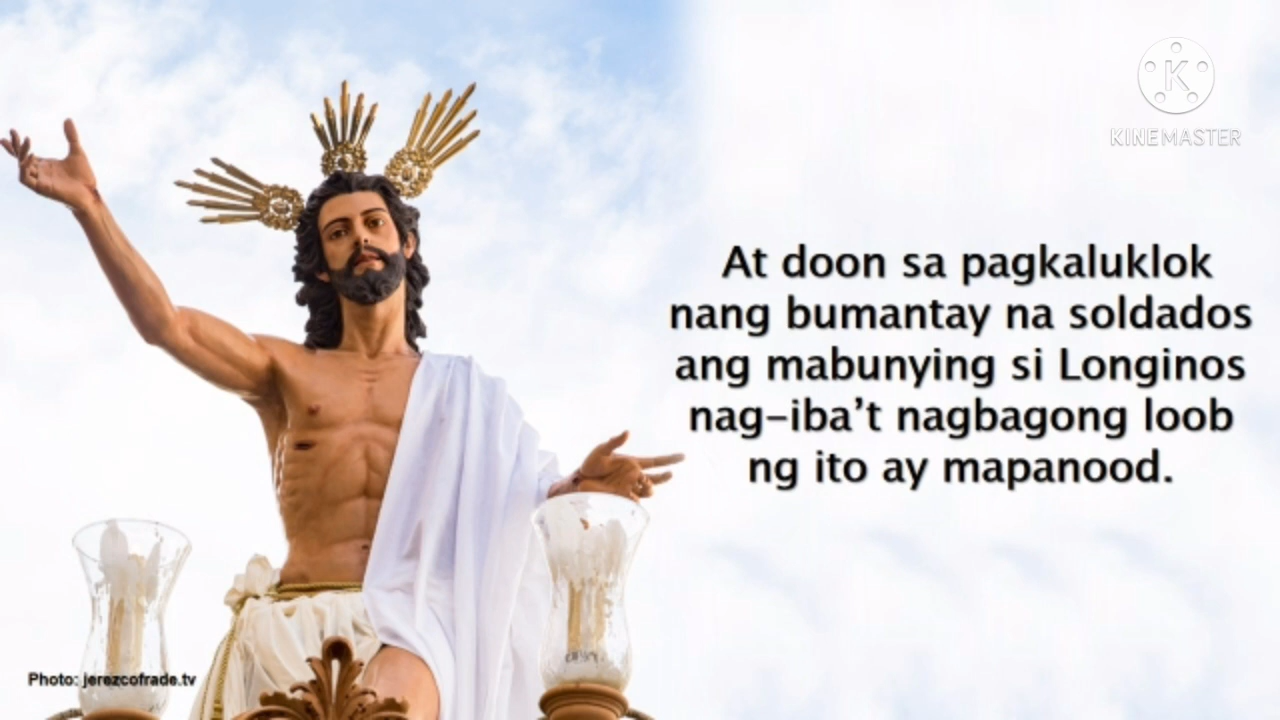 KINEMASTER
At doon sa pagkaluklok
nang bumantay na soldados
ang mabunying si Longinos
nag-iba't nagbagong loob
ng ito ay mapanood.
Photo: jerezcofrade.tv